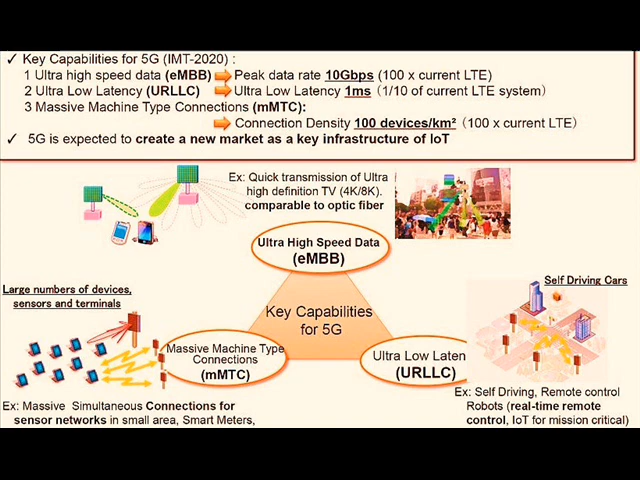 ✓ Key Capabilities for 5G (IMT-2020) :
1 Ultra high speed data (eMBB) ➡ Peak data rate 10Gbps (100 x current LTE)
2 Ultra Low Latency (URLLC) ➡ Ultra Low Latency 1ms (1/10 of current LTE system)
3 Massive Machine Type Connections (mMTC):
➡ Connection Density 100 devices/km² (100 x current LTE)
✓ 5G is expected to create a new market as a key infrastructure of IoT
Ex: Quick transmission of Ultra
high definition TV (4K/8K).
comparable to optic fiber
Ultra High Speed Data
(eMBB)
Large numbers of devices,
sensors and terminals
Self Driving Cars
Key Capabilities
for 5G
Massive Machine Type
Connections
(mMTC)
Ultra Low Laten
(URLLC)
Ex: Massive Simultaneous Connections for
sensor networks in small area, Smart Meters,
Ex: Self Driving, Remote control
Robots (real-time remote
control, IoT for mission critical)